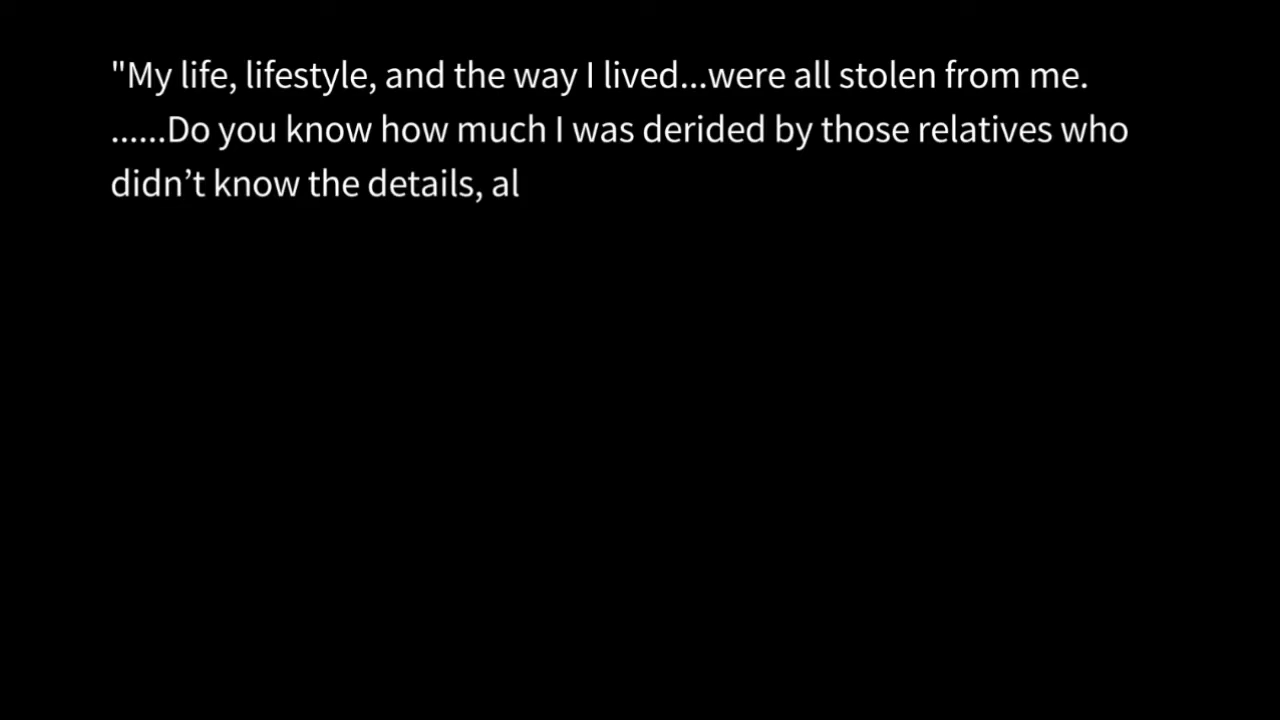 "My life, lifestyle, and the way I lived...were all stolen from me.
......Do you know how much I was derided by those relatives who
didn’t know the details, al